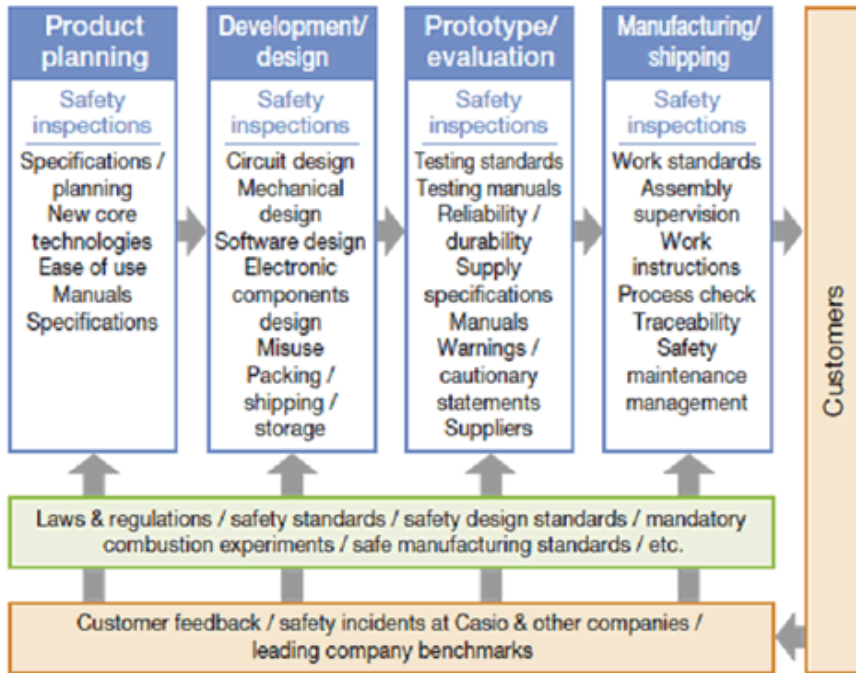 Product
planning
Safety
inspections
Specifications /
planning
New core
technologies
Ease of use
Manuals
Specifications
Development/
design
Safety
inspections
Circuit design
Mechanical
design
Software design
Electronic
components
design
Misuse
Packing /
shipping /
storage
Prototype/
evaluation
Safety
inspections
Testing standards
Testing manuals
Reliability /
durability
Supply
specifications
Manuals
Warnings /
cautionary
statements
Suppliers
Manufacturing/
shipping
Safety
inspections
Work standards
Assembly
supervision
Work
instructions
Process check
Traceability
Safety
maintenance
management
Customers
Laws & regulations / safety standards / safety design standards / mandatory
combustion experiments / safe manufacturing standards / etc.
Customer feedback / safety incidents at Casio & other companies /
leading company benchmarks